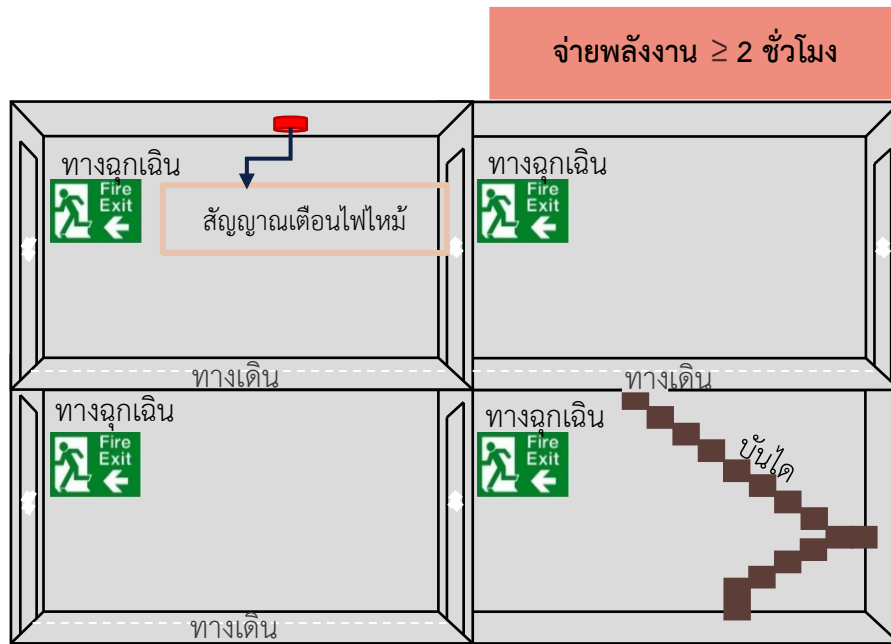 จ่ายพลังงาน ≥ 2 ชั่วโมง
ทางฉุกเฉิน
Fire
Exit
สัญญาณเตือนไฟไหม้
ทางเดิน
ทางฉุกเฉิน
Fire
Exit
ทางเดิน
ทางฉุกเฉิน
Fire
Exit
ทางเดิน
ทางฉุกเฉิน
Fire
Exit
บันได